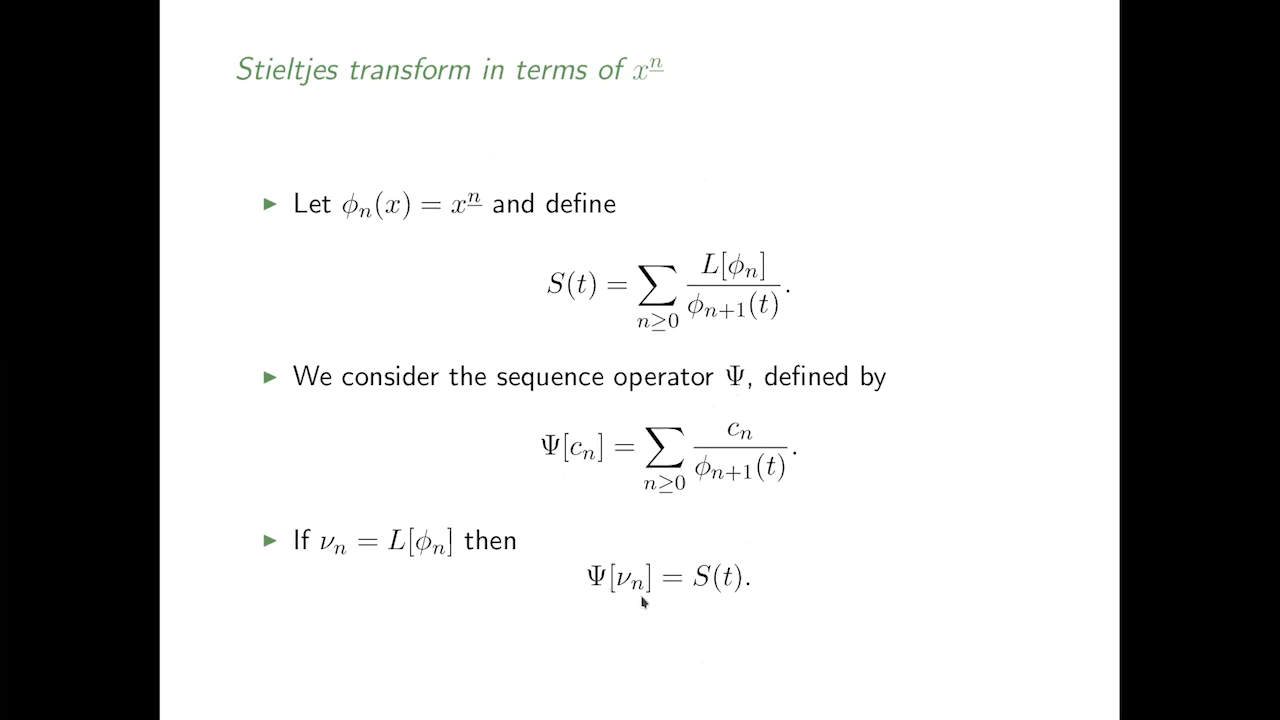 Stieltjes transform in terms of $x^{\underline{n}}$
▶ Let $\phi_n(x) = x^{\underline{n}}$ and define
$S(t) = \sum_{n \geq 0} \frac{L[\phi_n]}{\phi_{n+1}(t)}.$
▶ We consider the sequence operator $\Psi$, defined by
$\Psi[c_n] = \sum_{n \geq 0} \frac{c_n}{\phi_{n+1}(t)}.$
▶ If $\nu_n = L[\phi_n]$ then
$\Psi[\nu_n] = S(t).$